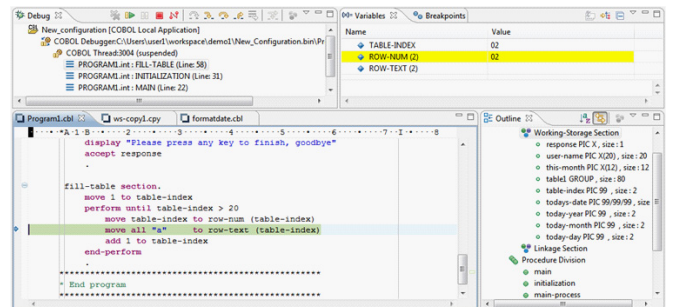 Debug
New_configuration [COBOL Local Application]
COBOL Debugger:C:\Users\user1\workspace\demo1\New_Configuration.bin\Pr
COBOL Thread:3004 (suspended)
PROGRAM1.int : FILL-TABLE (Line: 58)
PROGRAM1.int : INITIALIZATION (Line: 31)
PROGRAM1.int : MAIN (Line: 22)
Variables
Breakpoints
Name Value
TABLE-INDEX 02
ROW-NUM (2) 02
ROW-TEXT (2)
Program1.cbl
ws-copy1.cpy
formatdate.cbl
display "Please press any key to finish, goodbye"
accept response
.
fill-table section.
move 1 to table-index
perform until table-index > 20
move table-index to row-num (table-index)
move all "a" to row-text (table-index)
add 1 to table-index
end-perform
.
* End program
Outline
Working-Storage Section
response PIC X , size : 1
user-name PIC X(20) , size : 20
this-month PIC X(12) , size : 12
table1 GROUP , size : 80
table-index PIC 99 , size : 2
todays-date PIC 99/99/99 , size
today-year PIC 99 , size : 2
today-month PIC 99 , size : 2
today-day PIC 99 , size : 2
Linkage Section
Procedure Division
main
initialization
main-process